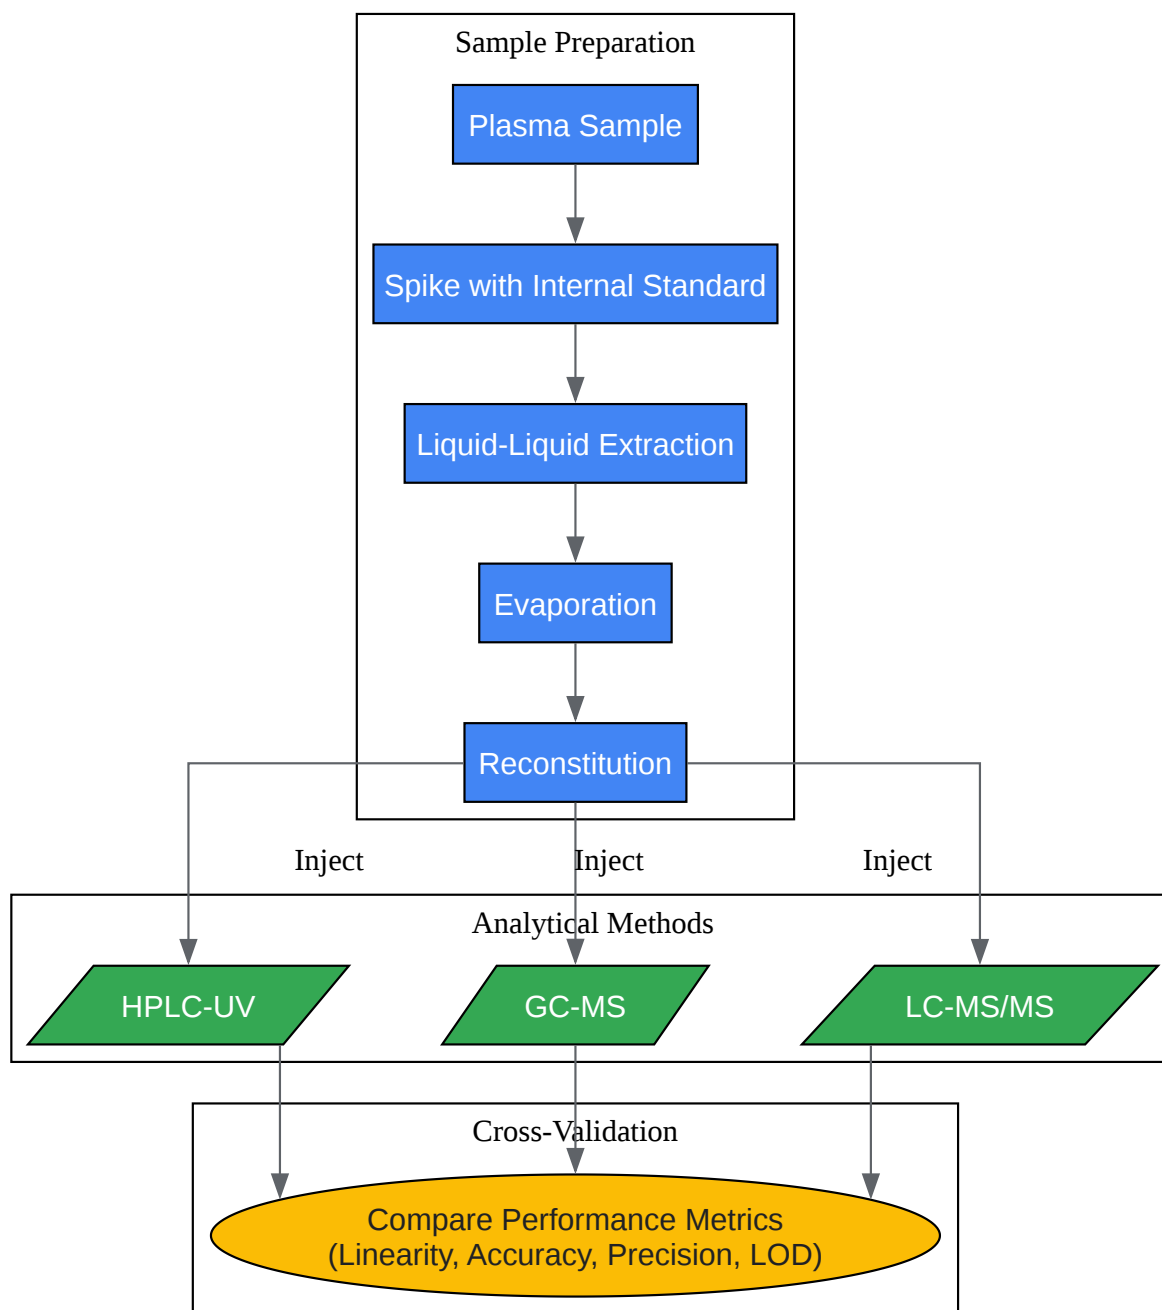 Sample Preparation
Plasma Sample
Spike with Internal Standard
Liquid-Liquid Extraction
Evaporation
Reconstitution
Inject
Inject
Inject
Analytical Methods
HPLC-UV
GC-MS
LC-MS/MS
Cross-Validation
Compare Performance Metrics
(Linearity, Accuracy, Precision, LOD)